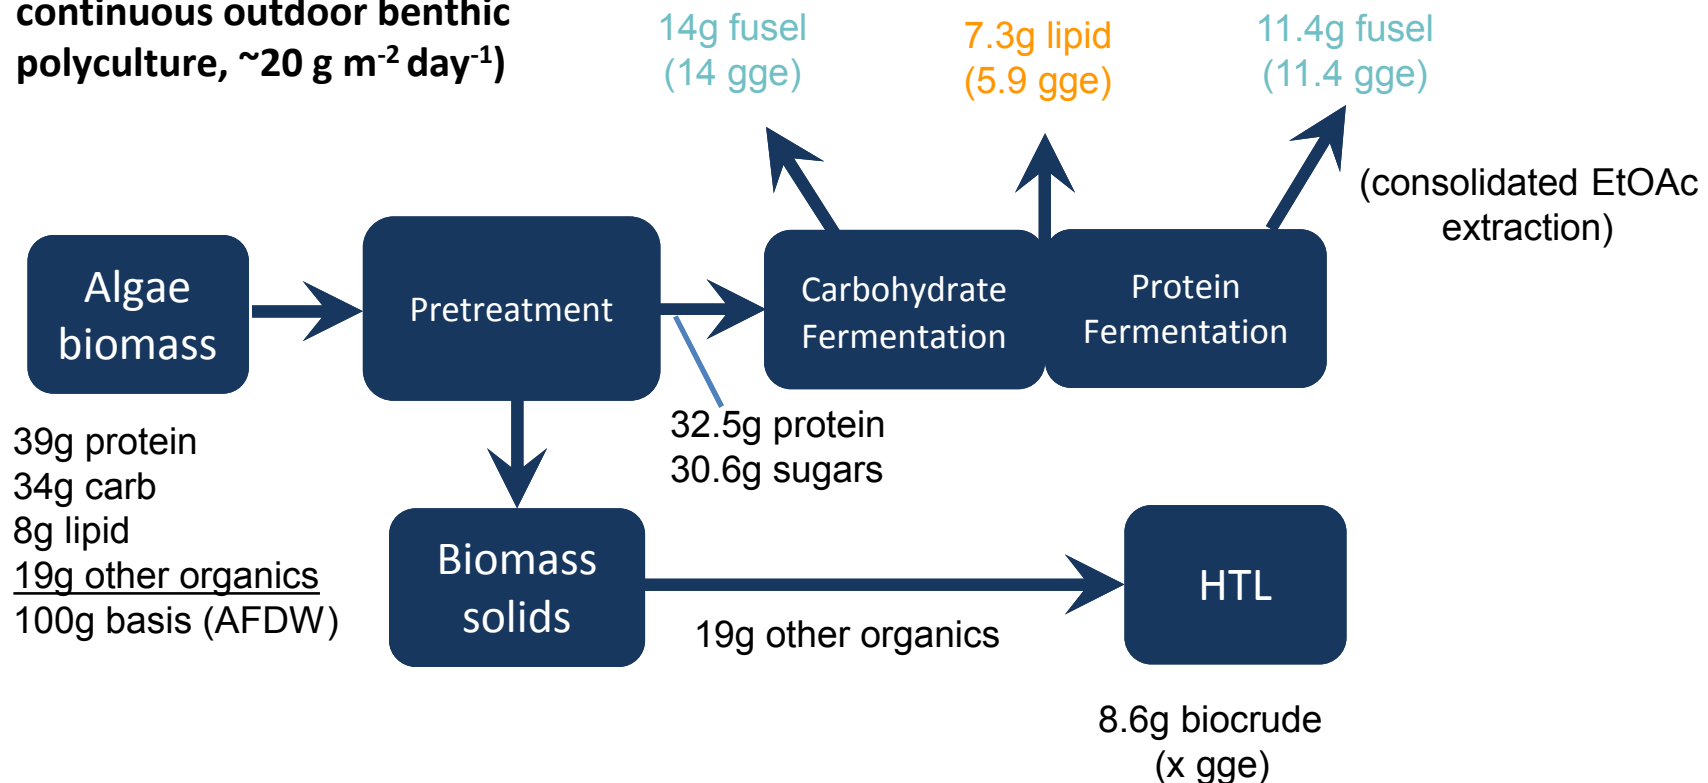 continuous outdoor benthic
polyculture, ~20 g m-2 day-1)
14g fusel
(14 gge)
7.3g lipid
(5.9 gge)
11.4g fusel
(11.4 gge)
(consolidated EtOAc
extraction)
Algae
biomass
Pretreatment
Carbohydrate
Fermentation
Protein
Fermentation
39g protein
34g carb
8g lipid
19g other organics
100g basis (AFDW)
32.5g protein
30.6g sugars
Biomass
solids
19g other organics
HTL
8.6g biocrude
(x gge)